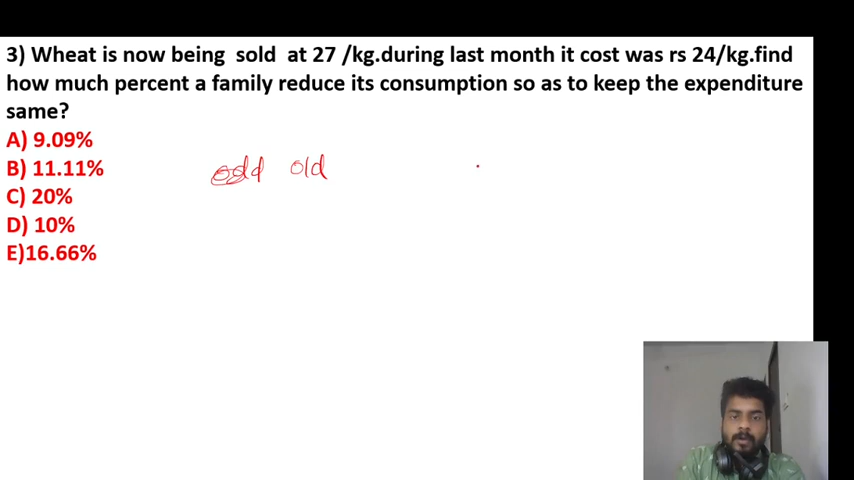 3) Wheat is now being sold at 27 /kg.during last month it cost was rs 24/kg.find
how much percent a family reduce its consumption so as to keep the expenditure
same?
A) 9.09%
B) 11.11%
odd old
C) 20%
D) 10%
E)16.66%